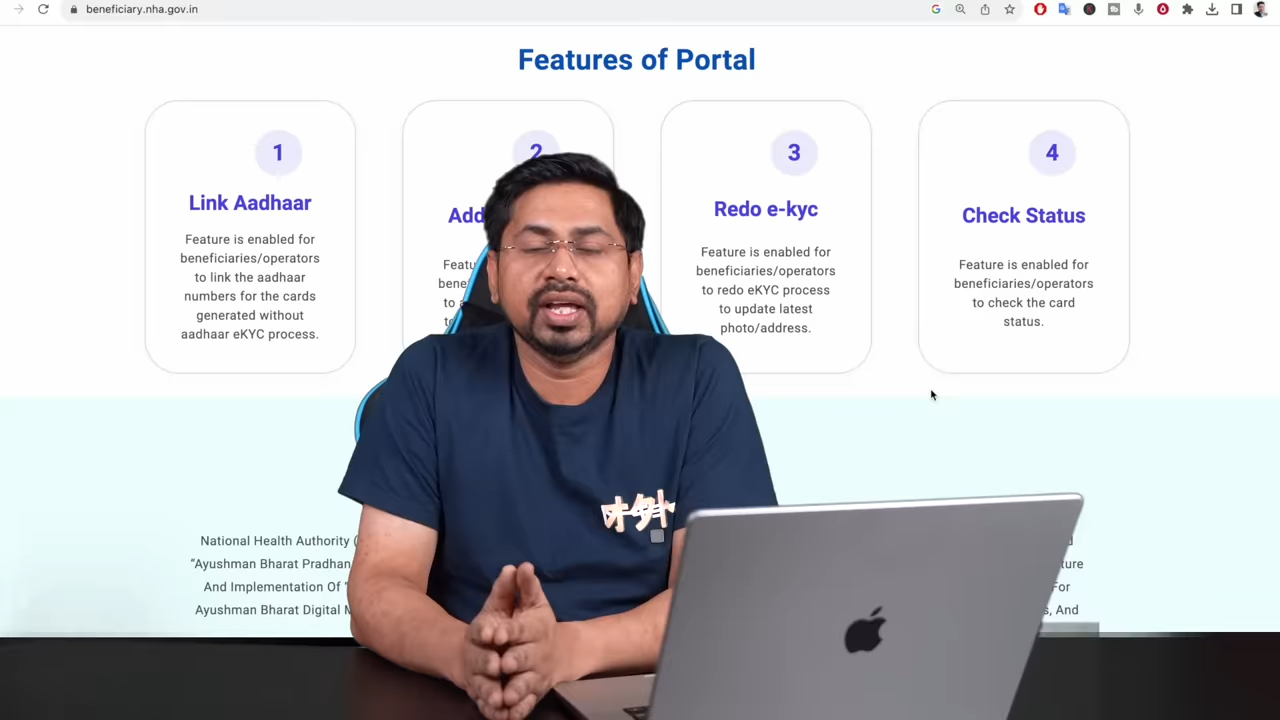 beneficiary.nha.gov.in
Features of Portal
1
Link Aadhaar
Feature is enabled for
beneficiaries/operators
to link the aadhaar
numbers for the cards
generated without
aadhaar eKYC process.
2
Add
3
Redo e-kyc
Feature is enabled for
beneficiaries/operators
to redo eKYC process
to update latest
photo/address.
4
Check Status
Feature is enabled for
beneficiaries/operators
to check the card
status.
National Health Authority (
“Ayushman Bharat Pradhan
And Implementation Of “
For
Ayushman Bharat Digital
s, And